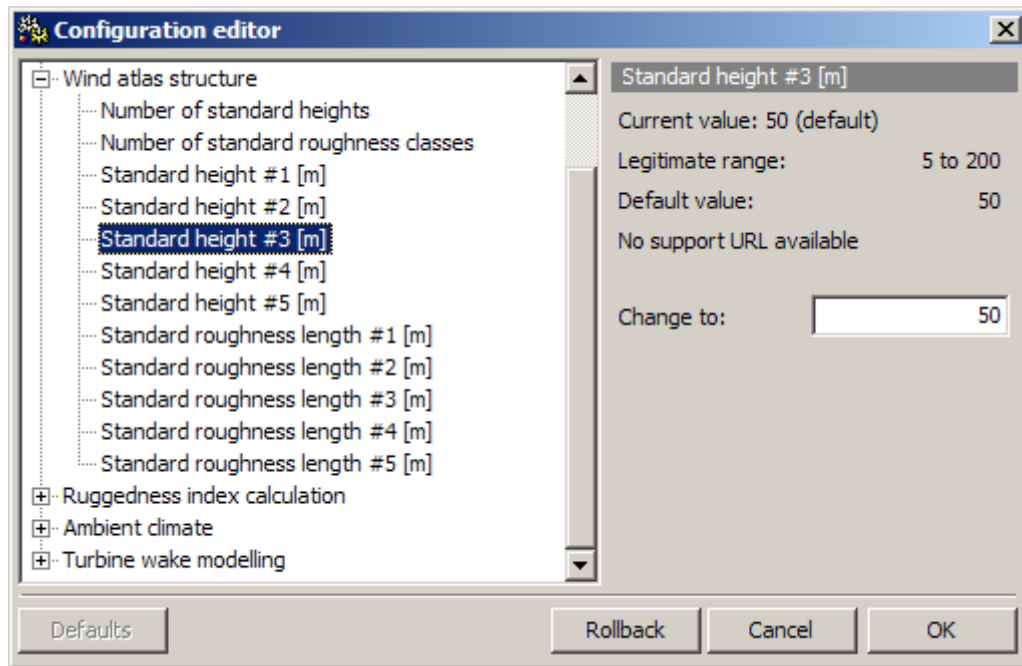 Configuration editor
Wind atlas structure
Number of standard heights
Number of standard roughness classes
Standard height #1 [m]
Standard height #2 [m]
Standard height #3 [m]
Standard height #4 [m]
Standard height #5 [m]
Standard roughness length #1 [m]
Standard roughness length #2 [m]
Standard roughness length #3 [m]
Standard roughness length #4 [m]
Standard roughness length #5 [m]
Ruggedness index calculation
Ambient climate
Turbine wake modelling
Standard height #3 [m]
Current value: 50 (default)
Legitimate range: 5 to 200
Default value: 50
No support URL available
Change to: 50
Defaults Rollback Cancel OK